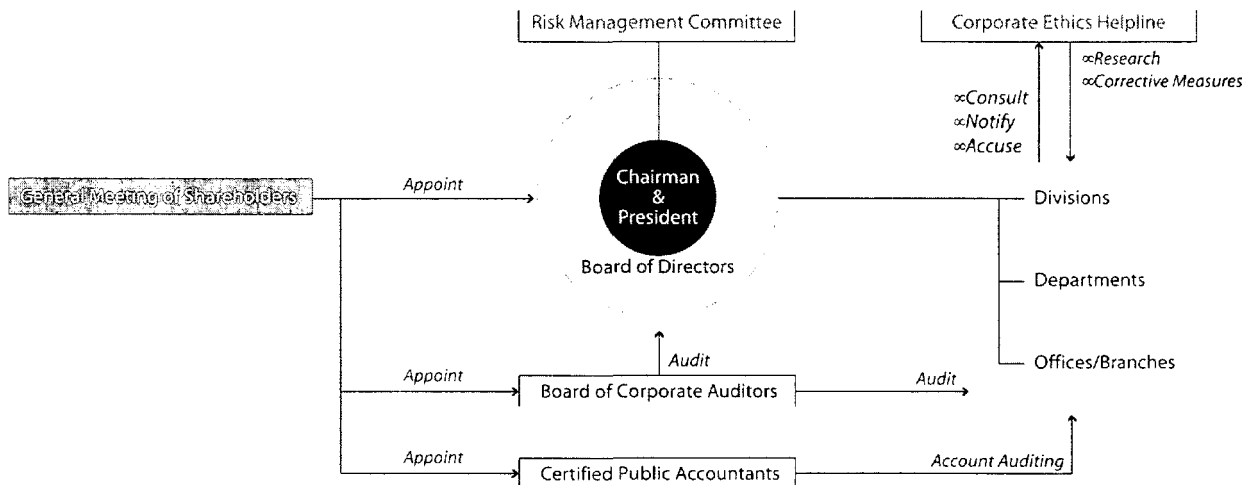 Risk Management Committee
Corporate Ethics Helpline
∝Research
∝Corrective Measures
∝Consult
∝Notify
∝Accuse
General Meeting of Shareholders
Appoint
Chairman
&
President
Board of Directors
Divisions
Departments
Offices/Branches
Audit
Appoint
Board of Corporate Auditors
Audit
Appoint
Certified Public Accountants
Account Auditing